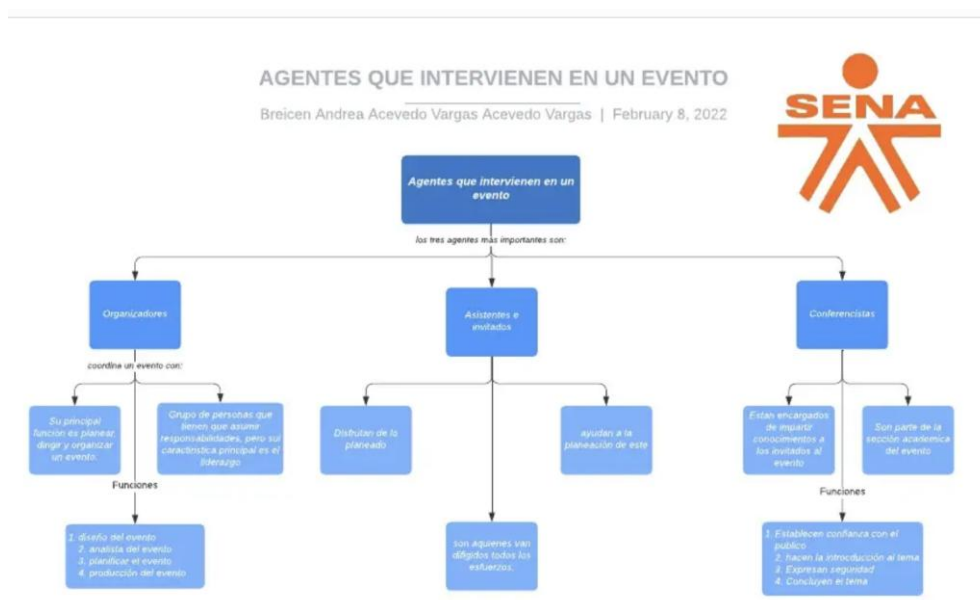 AGENTES QUE INTERVIENEN EN UN EVENTO
Breicen Andrea Acevedo Vargas Acevedo Vargas | February 8, 2022
SENA
Agentes que intervienen en un
evento
los tres agentes mas importantes son:
Organizadores
Asistentes e
invitados
Conferencistas
coordina un evento con:
Su principal
función es planear,
dirigir y organizar
un evento.
Grupo de personas que
tienen que asumir
responsabilidades, pero sul
caractiristica principal es el
liderazgo
Disfrutan de lo
planeado
ayudan a la
planeación de este
Estan encargados
de impartir
conocimientos a
los invitados al
evento
Son parte de la
sección academica
del evento
Funciones
1. diseño del evento
2. analista del evento
3. planificar el evento
4. producción del evento
son aquienes van
difigidos todos los
esfuerzos.
Funciones
1. Establecen confianza con el
publico
2. hacen la introcducción al tema
3. Expresan seguridad
4. Concluyen el tema